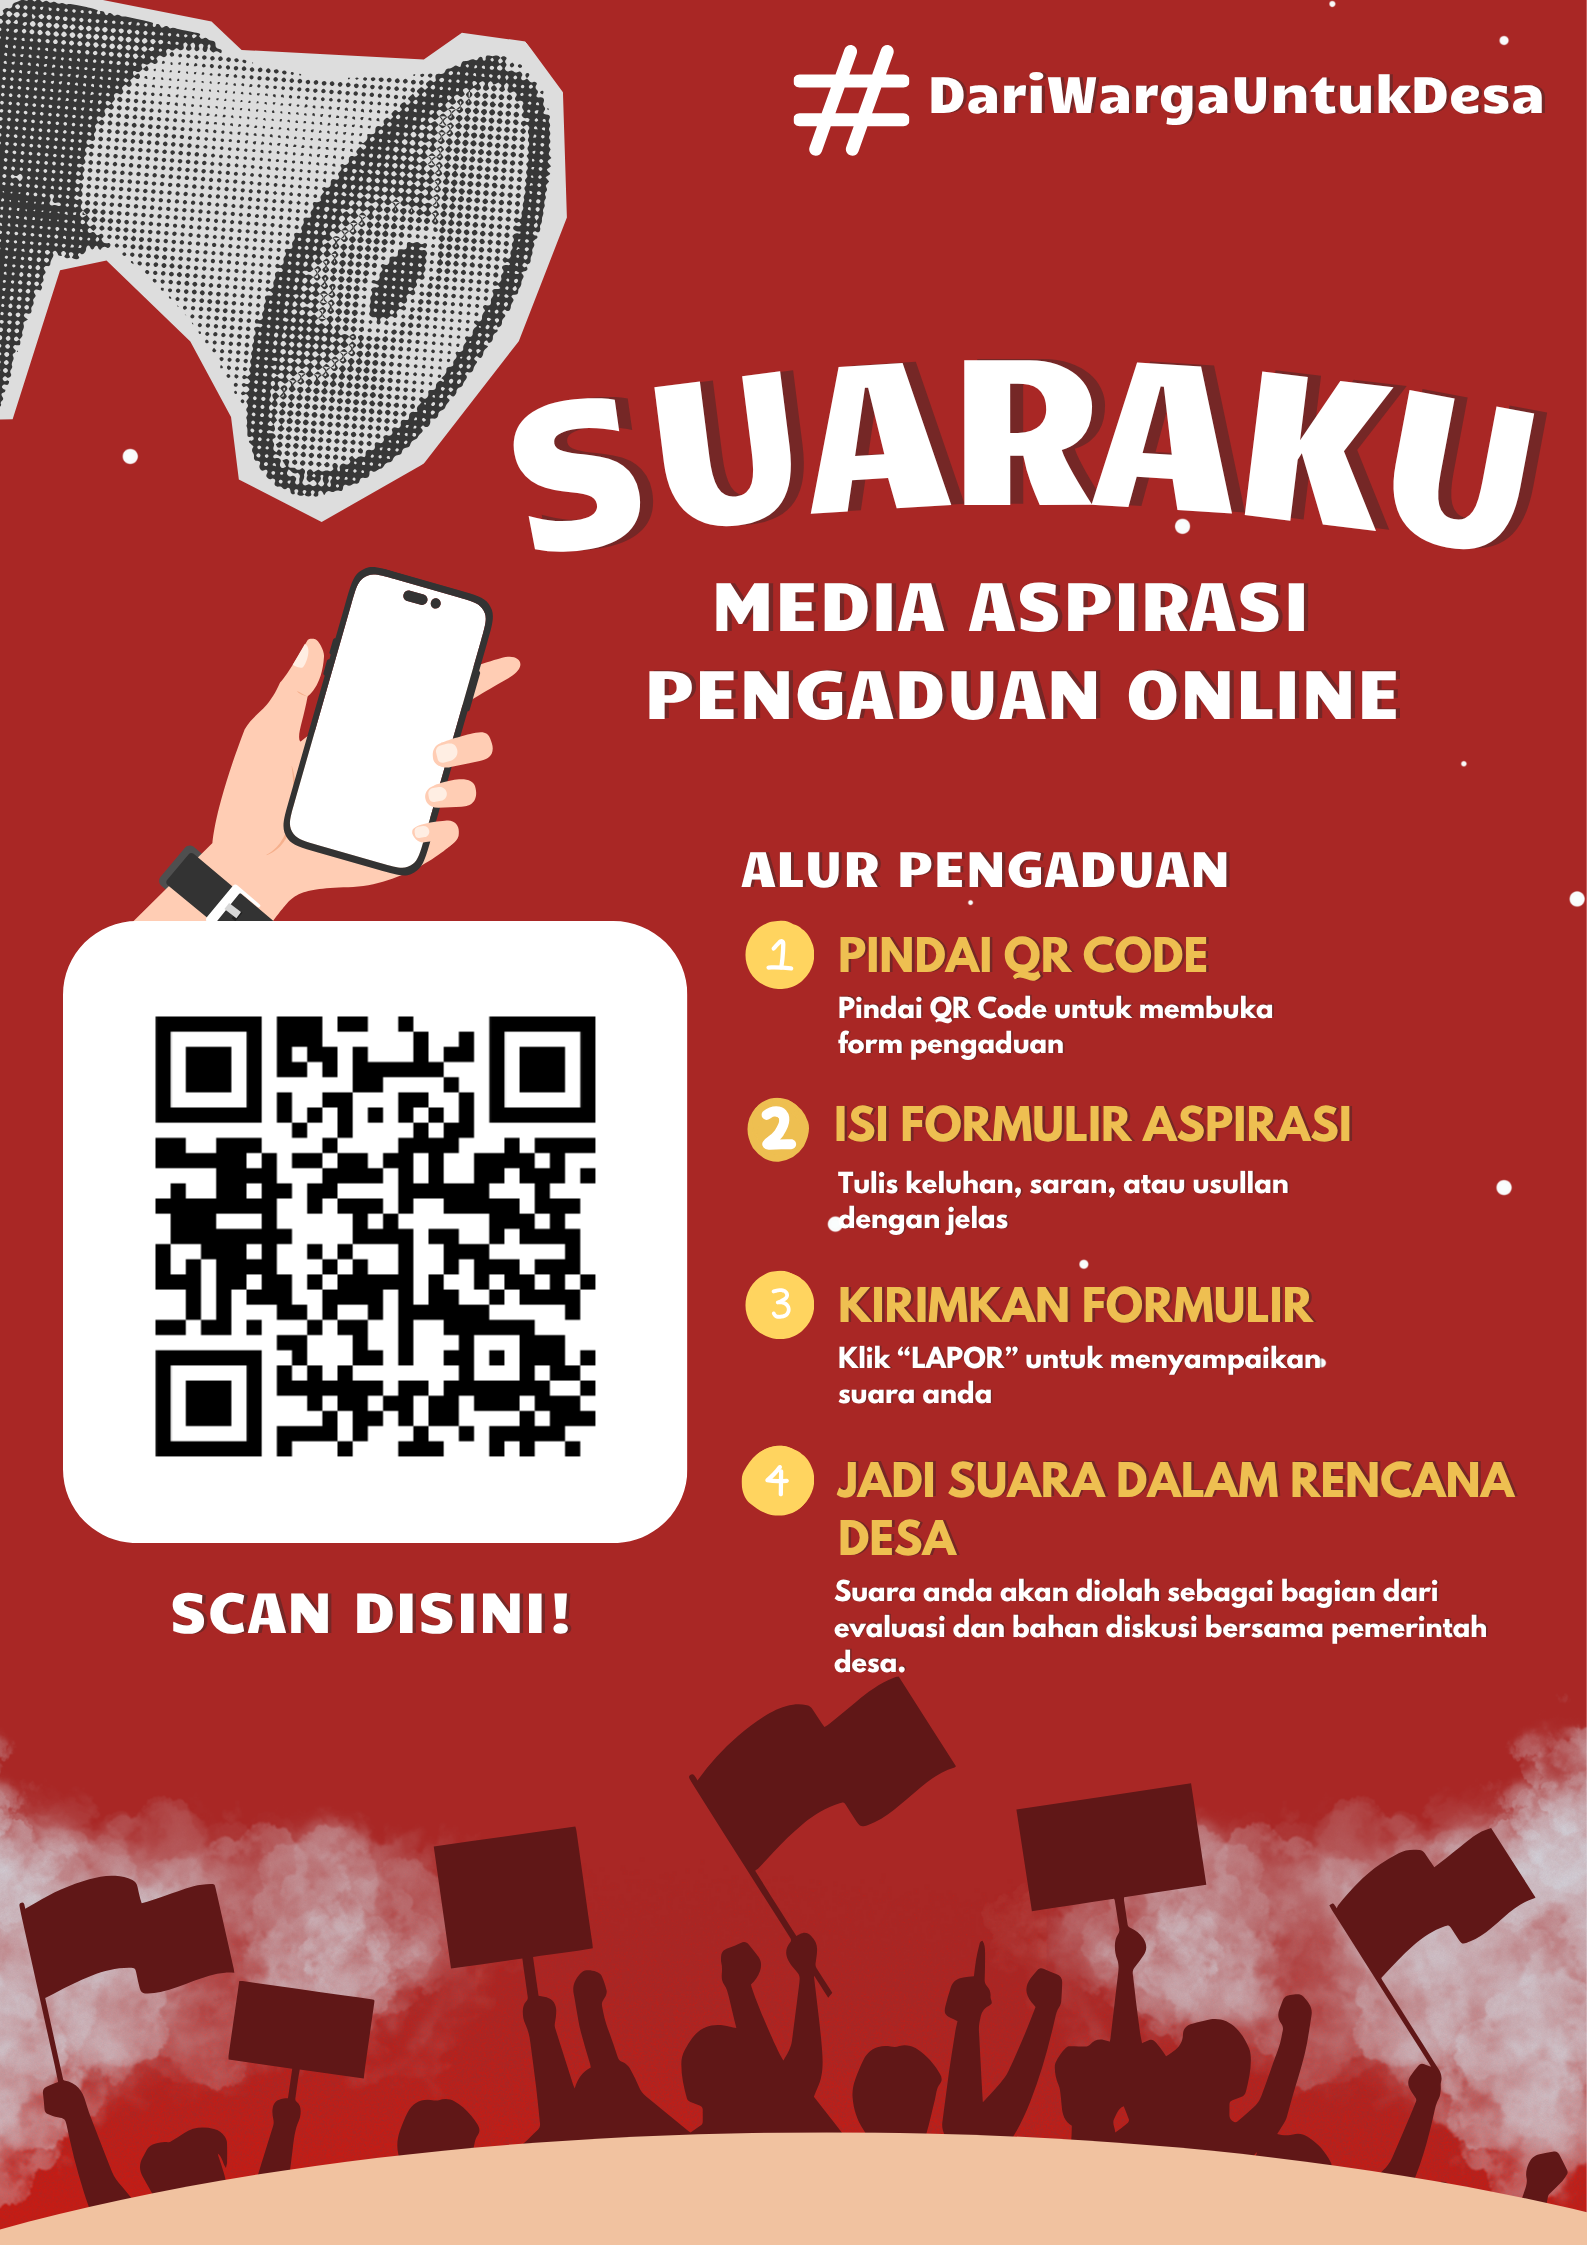 #DariWargaUntukDesa
SUARAKU
MEDIA ASPIRASI
PENGADUAN ONLINE
ALUR PENGADUAN
1 PINDAI QR CODE
Pindai QR Code untuk membuka
form pengaduan
2 ISI FORMULIR ASPIRASI
Tulis keluhan, saran, atau usullan
dengan jelas
3 KIRIMKAN FORMULIR
Klik “LAPOR” untuk menyampaikan
suara anda
4 JADI SUARA DALAM RENCANA
DESA
Suara anda akan diolah sebagai bagian dari
evaluasi dan bahan diskusi bersama pemerintah
desa.
SCAN DISINI!